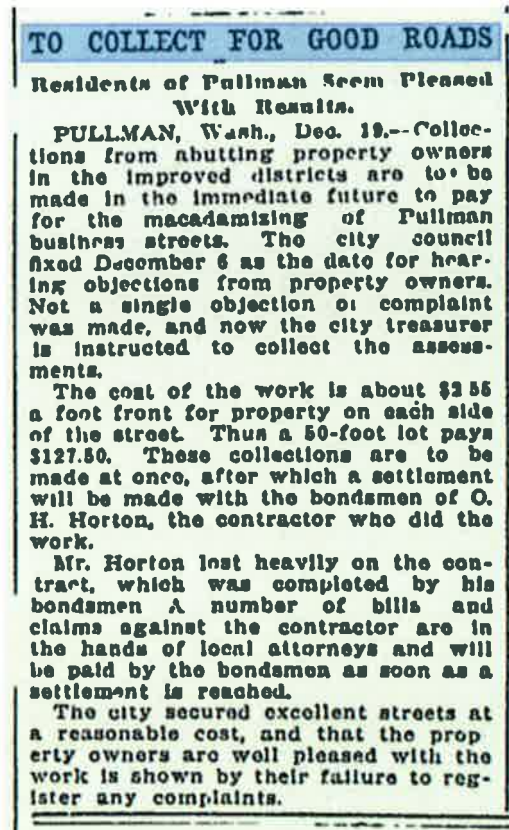 TO COLLECT FOR GOOD ROADS
Residents of Pullman Seem Pleased
With Results.
PULLMAN, Wash., Dec. 19.—Collec-
tions from abutting property owners
in the improved districts are to be
made in the immediate future to pay
for the macadamizing of Pullman
business streets. The city council
fixed December 6 as the date for hear-
ing objections from property owners.
Not a single objection or complaint
was made, and now the city treasurer
is instructed to collect the assess-
ments.
The cost of the work is about $2 55
a foot front for property on each side
of the street. Thus a 50-foot lot pays
$127.50. These collections are to be
made at once, after which a settlement
will be made with the bondsmen of O.
H. Horton, the contractor who did the
work.
Mr. Horton lost heavily on the con-
tract, which was completed by his
bondsmen A number of bills and
claims against the contractor are in
the hands of local attorneys and will
be paid by the bondsmen as soon as a
settlement is reached.
The city secured excellent streets at
a reasonable cost, and that the prop
erty owners are well pleased with the
work is shown by their failure to reg-
ister any complaints.